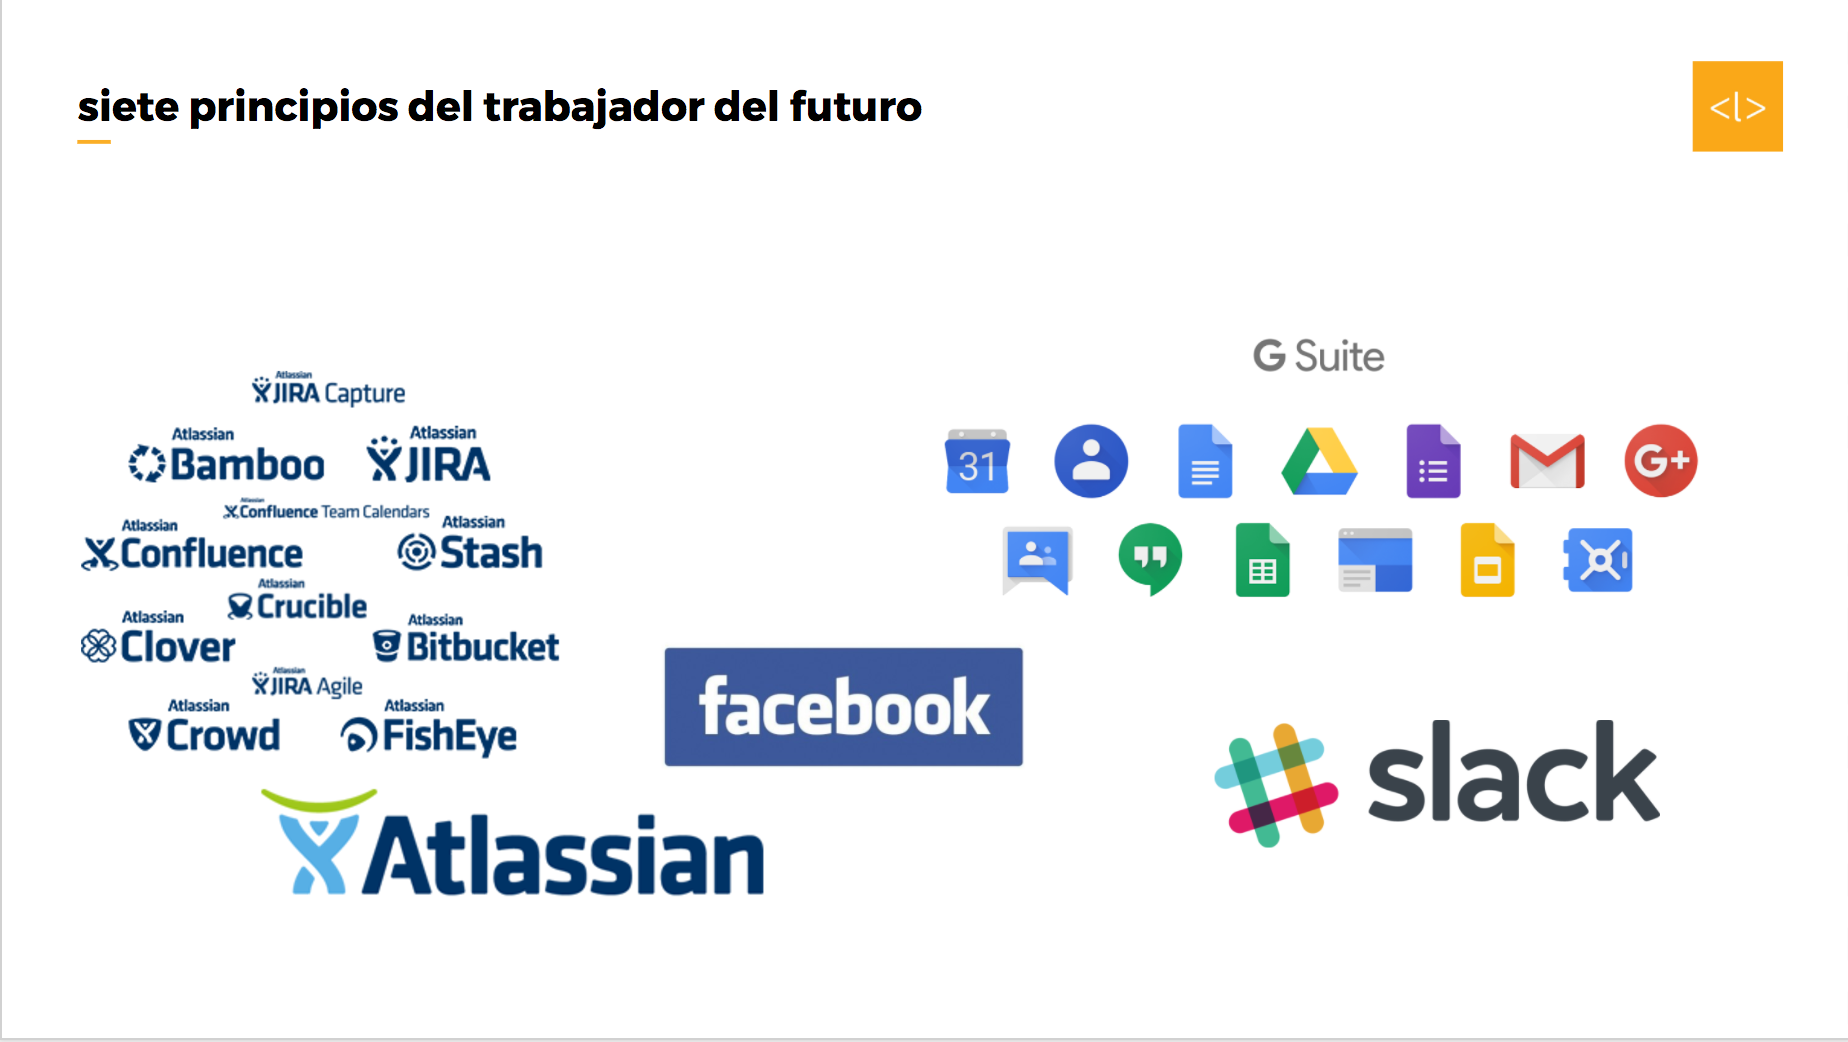 siete principios del trabajador del futuro
<l>
Atlassian
JIRA Capture
Atlassian
Bamboo
Atlassian
JIRA
Atlassian
Confluence Team Calendars
Atlassian
Confluence
Atlassian
Stash
Atlassian
Crucible
Atlassian
Clover
Atlassian
Bitbucket
Atlassian
JIRA Agile
Atlassian
Crowd
Atlassian
FishEye
Atlassian
facebook
G Suite
31
G+
slack